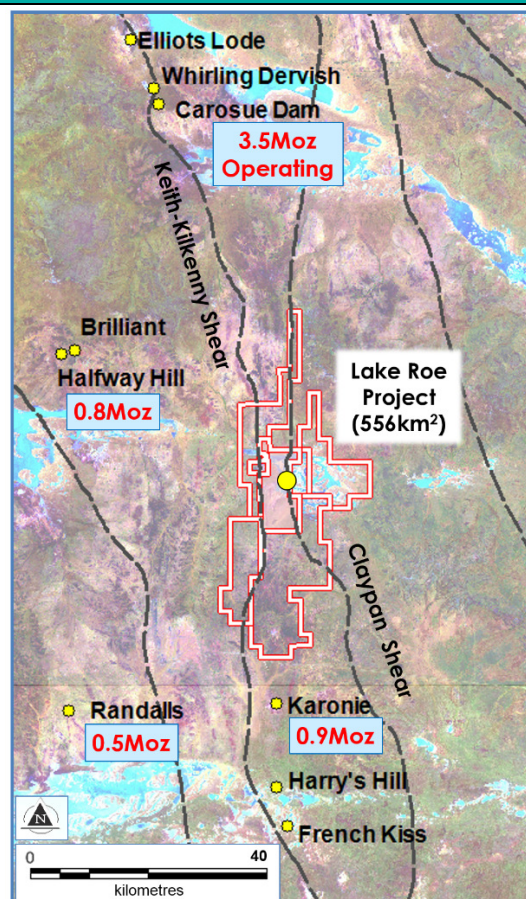 Elliots Lode
Whirling Dervish
Carosue Dam
3.5Moz
Operating
Keith-Kilkenny Shear
Brilliant
Halfway Hill
0.8Moz
Lake Roe
Project
(556km²)
Claypan Shear
Randalls
0.5Moz
Karonie
0.9Moz
Harry's Hill
French Kiss
N
0 40
kilometres